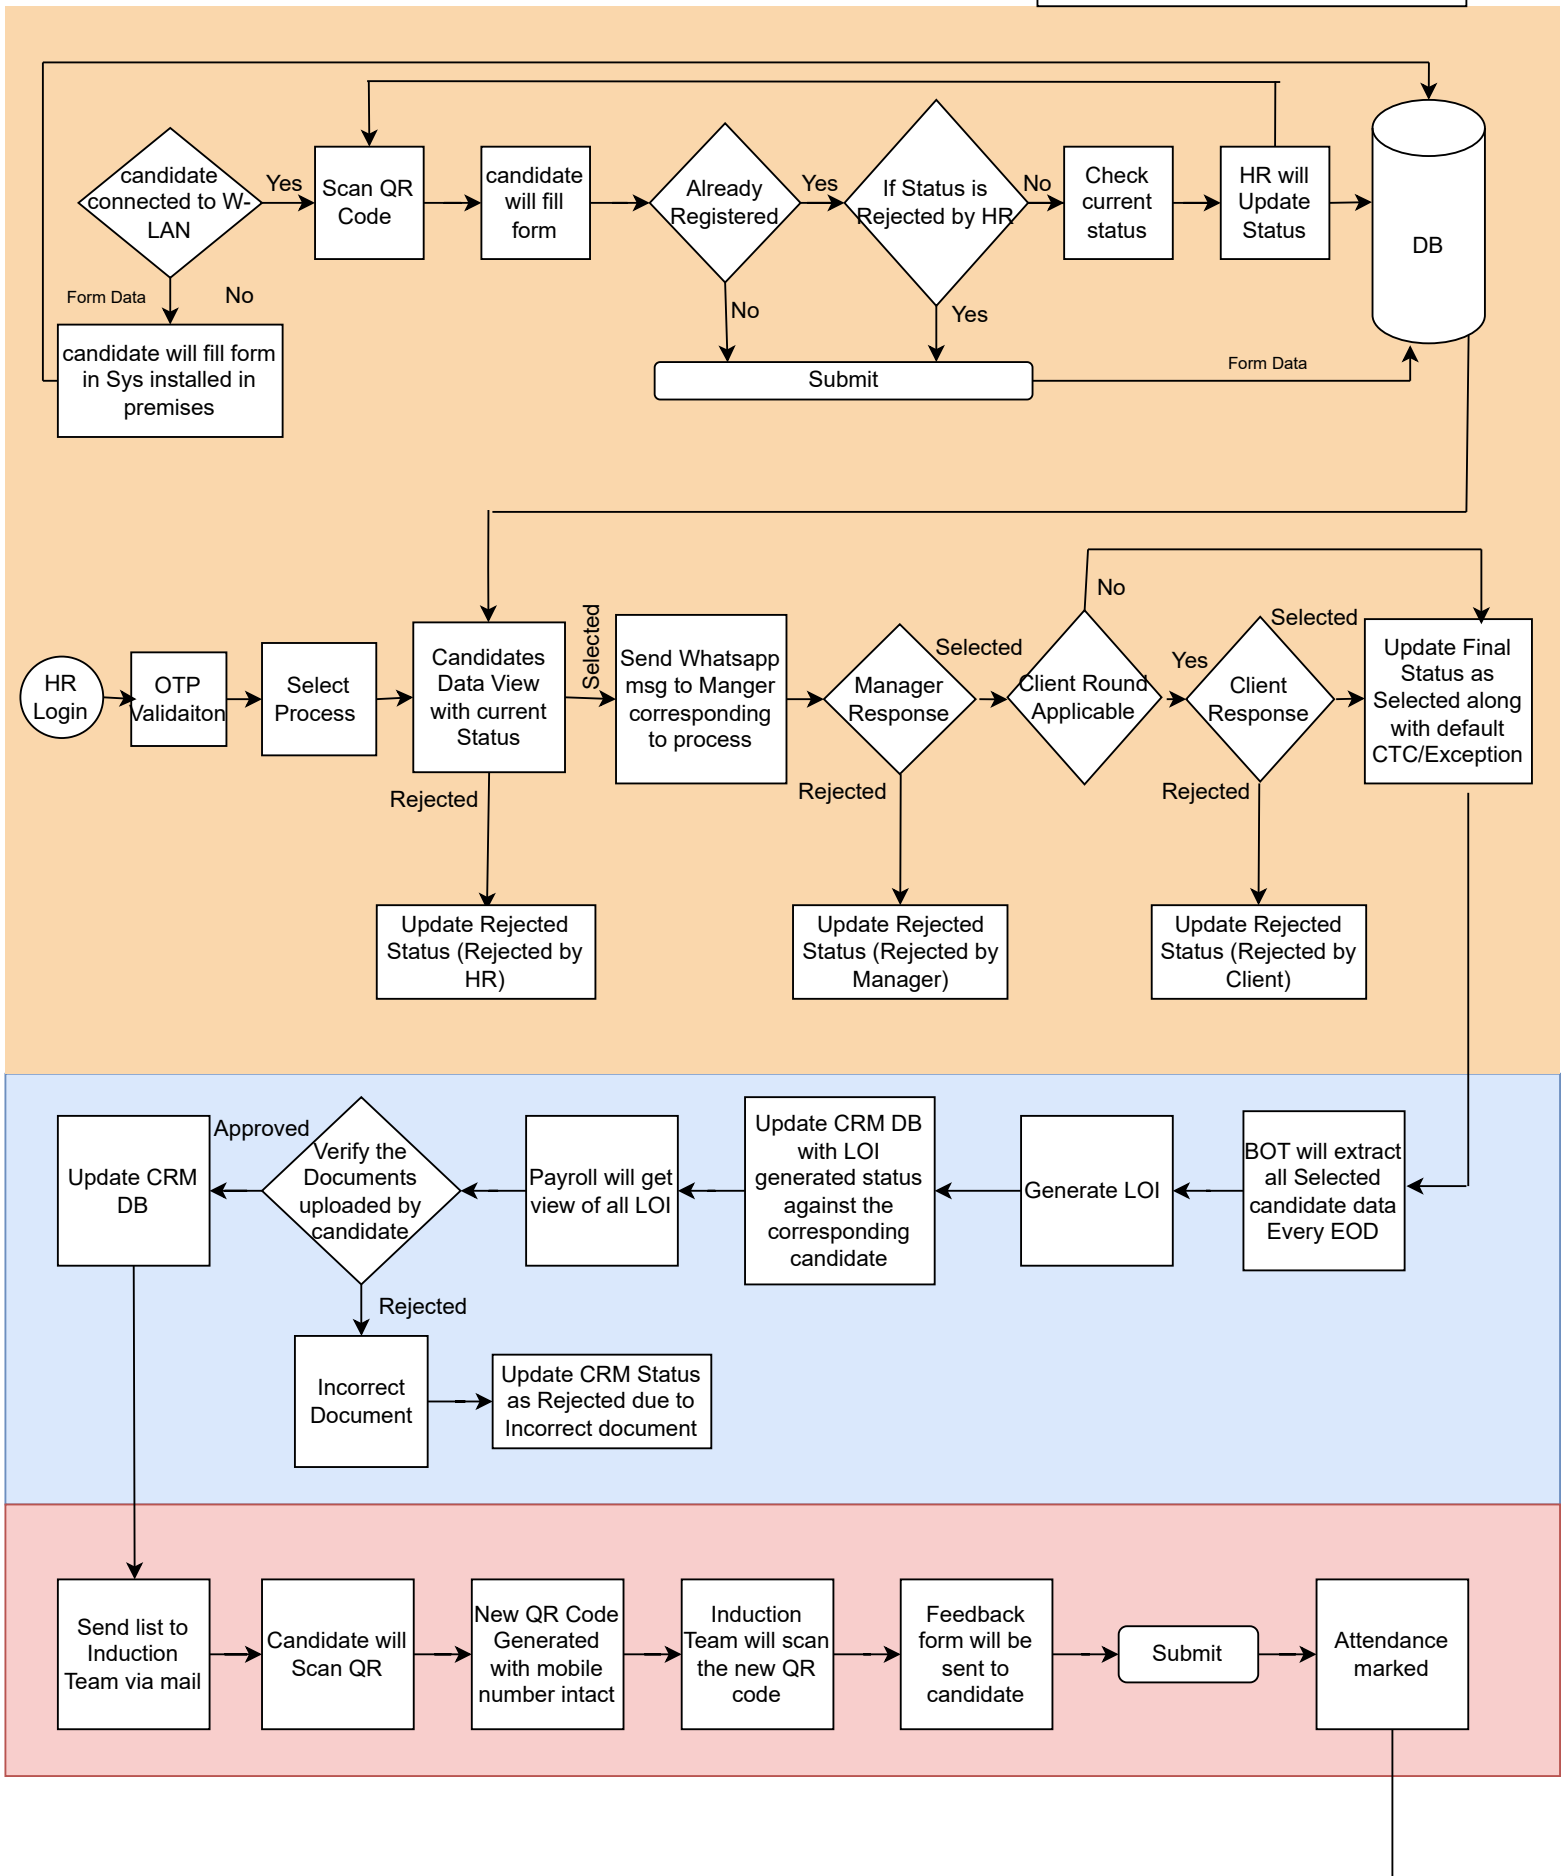 candidate
connected to W-
LAN
Yes
Scan QR
Code
candidate
will fill
form
Already
Registered
Yes
If Status is
Rejected by HR
No
Check
current
status
HR will
Update
Status
DB
Form Data
No
No
Yes
candidate will fill form
in Sys installed in
premises
Submit
Form Data
HR
Login
OTP
Validaiton
Select
Process
Candidates
Data View
with current
Status
Selected
Send Whatsapp
msg to Manger
corresponding
to process
Manager
Response
Selected
Client Round
Applicable
No
Yes
Client
Response
Selected
Update Final
Status as
Selected along
with default
CTC/Exception
Rejected
Rejected
Rejected
Update Rejected
Status (Rejected by
HR)
Update Rejected
Status (Rejected by
Manager)
Update Rejected
Status (Rejected by
Client)
Update CRM
DB
Approved
Verify the
Documents
uploaded by
candidate
Payroll will get
view of all LOI
Update CRM DB
with LOI
generated status
against the
corresponding
candidate
Generate LOI
BOT will extract
all Selected
candidate data
Every EOD
Rejected
Incorrect
Document
Update CRM Status
as Rejected due to
Incorrect document
Send list to
Induction
Team via mail
Candidate will
Scan QR
New QR Code
Generated
with mobile
number intact
Induction
Team will scan
the new QR
code
Feedback
form will be
sent to
candidate
Submit
Attendance
marked